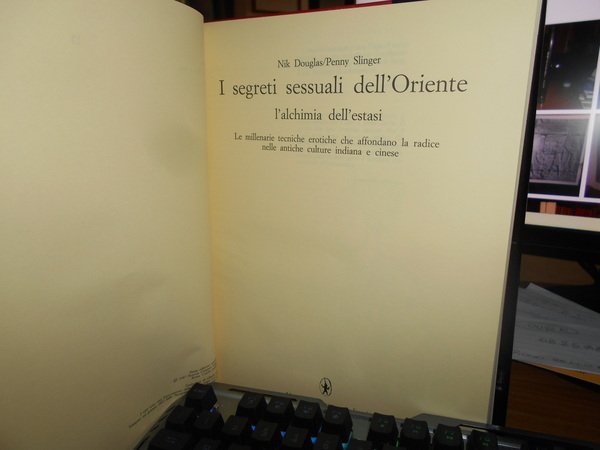 Nik Douglas/Penny Slinger
I segreti sessuali dell'Oriente
l'alchimia dell'estasi
Le millenarie tecniche erotiche che affondano la radice
nelle antiche culture indiana e cinese